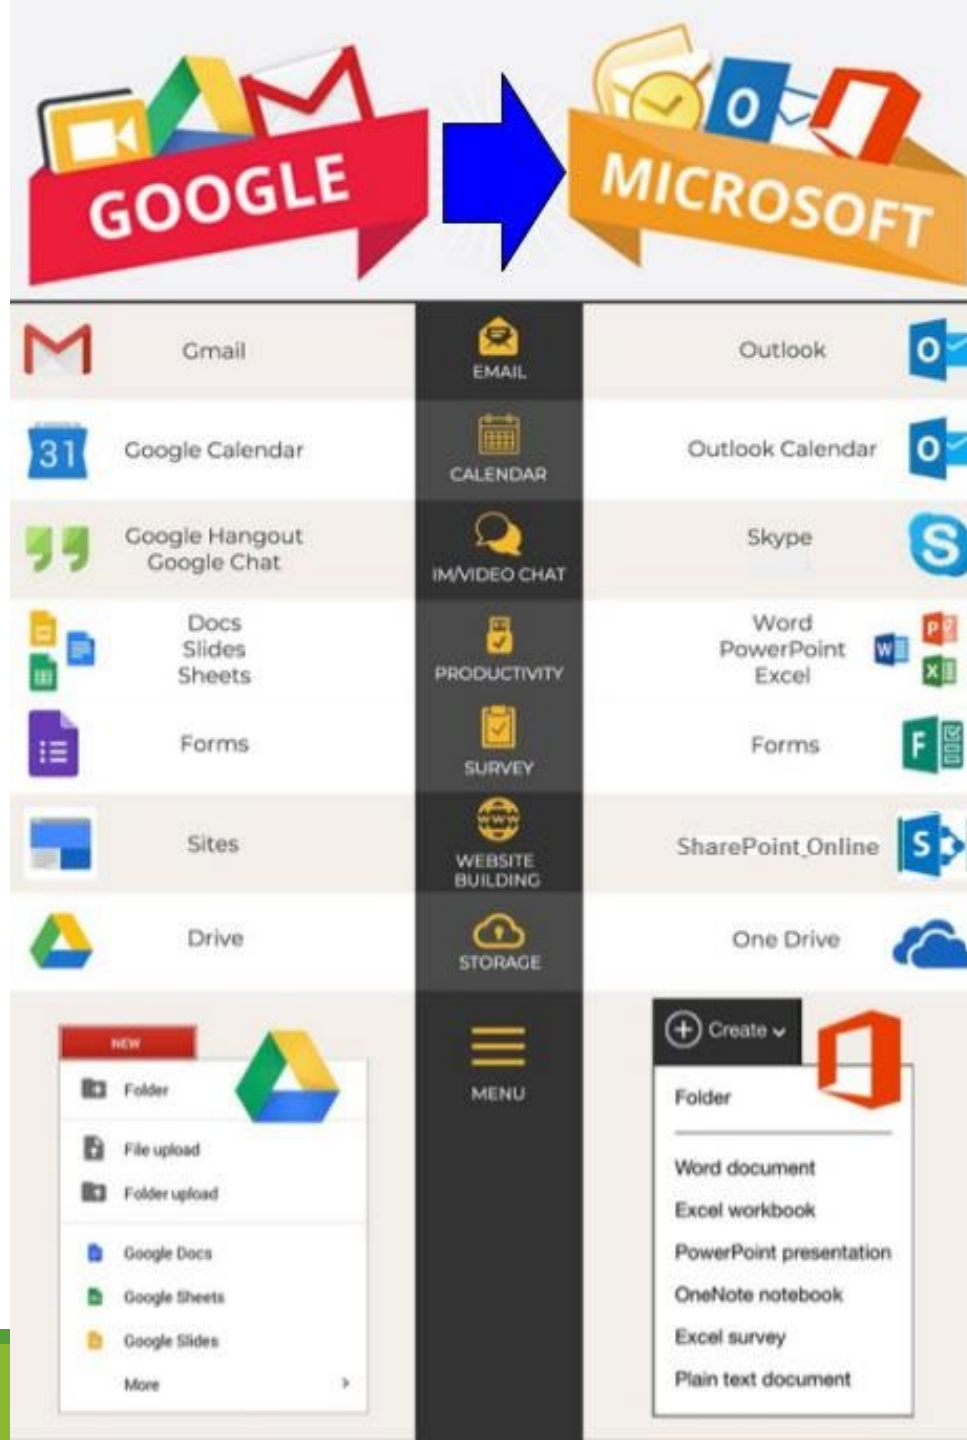 GOOGLE
MICROSOFT
Gmail
EMAIL
Outlook
31
Google Calendar
CALENDAR
Outlook Calendar
Google Hangout
Google Chat
IM/VIDEO CHAT
Skype
S
Docs
Slides
Sheets
PRODUCTIVITY
Word
PowerPoint
Excel
W
P
X
Forms
SURVEY
Forms
F
Sites
WWW
WEBSITE
BUILDING
SharePoint Online
S
Drive
STORAGE
One Drive
MENU
NEW
Folder
File upload
Folder upload
Google Docs
Google Sheets
Google Slides
More
Create
Folder
Word document
Excel workbook
PowerPoint presentation
OneNote notebook
Excel survey
Plain text document